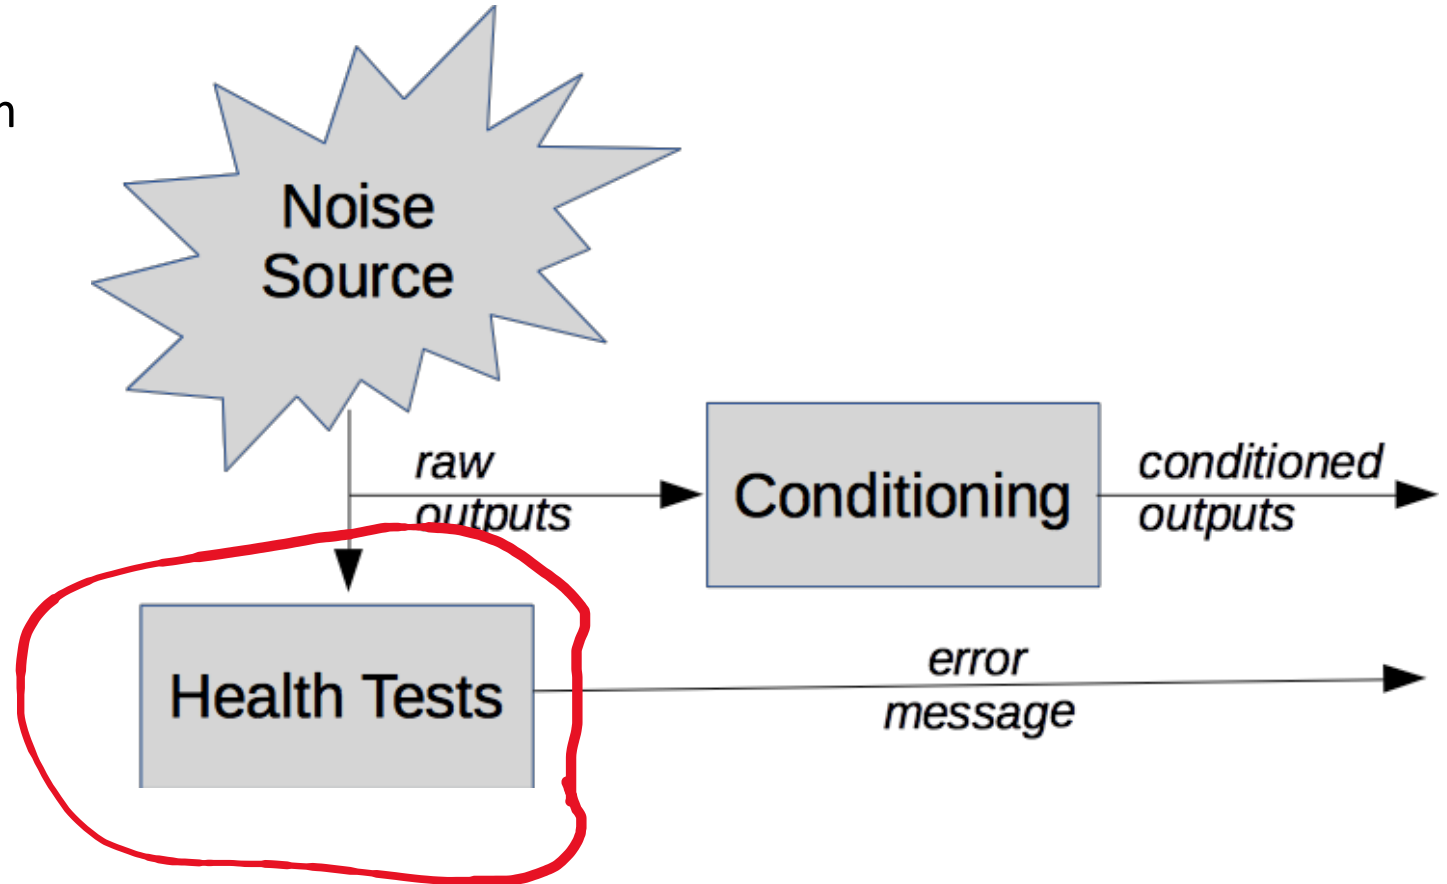 n
Noise
Source
raw
outputs
Conditioning
conditioned
outputs
Health Tests
error
message